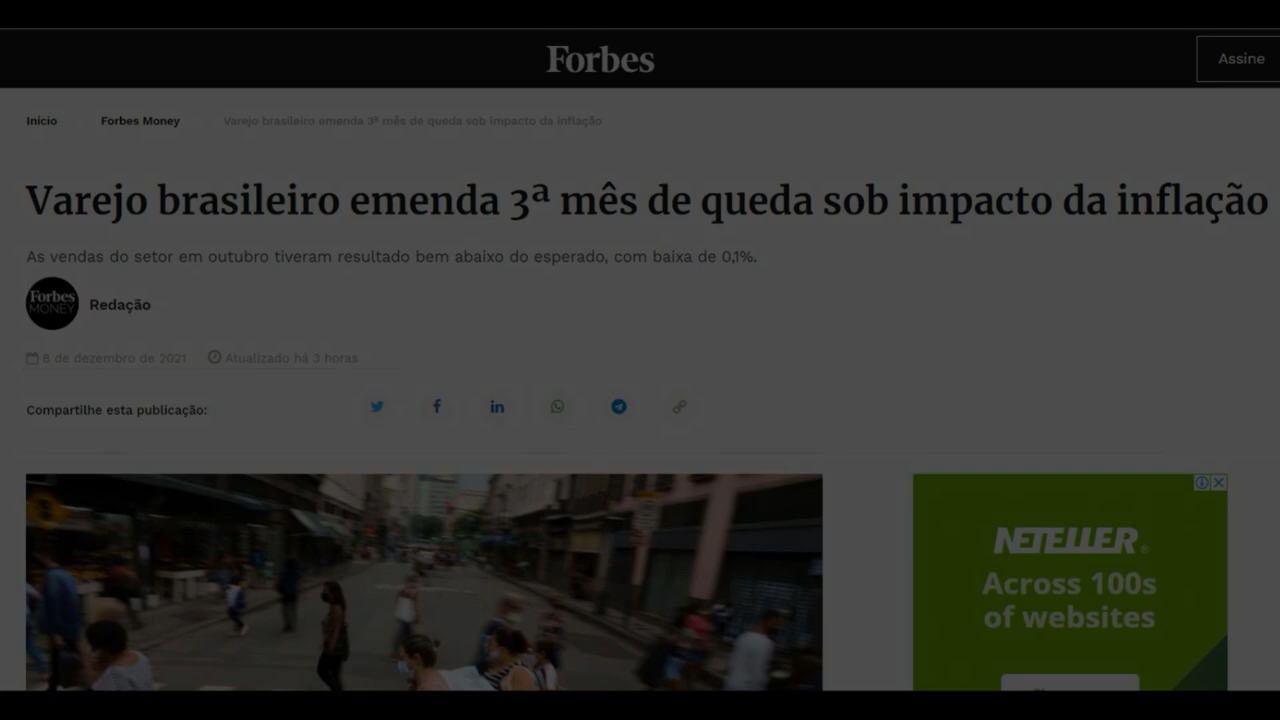 Forbes
Assine
Início Forbes Money Varejo brasileiro emenda 3ª mês de queda sob impacto da inflação
Varejo brasileiro emenda 3ª mês de queda sob impacto da inflação
As vendas do setor em outubro tiveram resultado bem abaixo do esperado, com baixa de 0,1%.
Forbes
MONEY
Redação
8 de dezembro de 2021 Atualizado há 3 horas
Compartilhe esta publicação:
NETELLER®
Across 100s
of websites